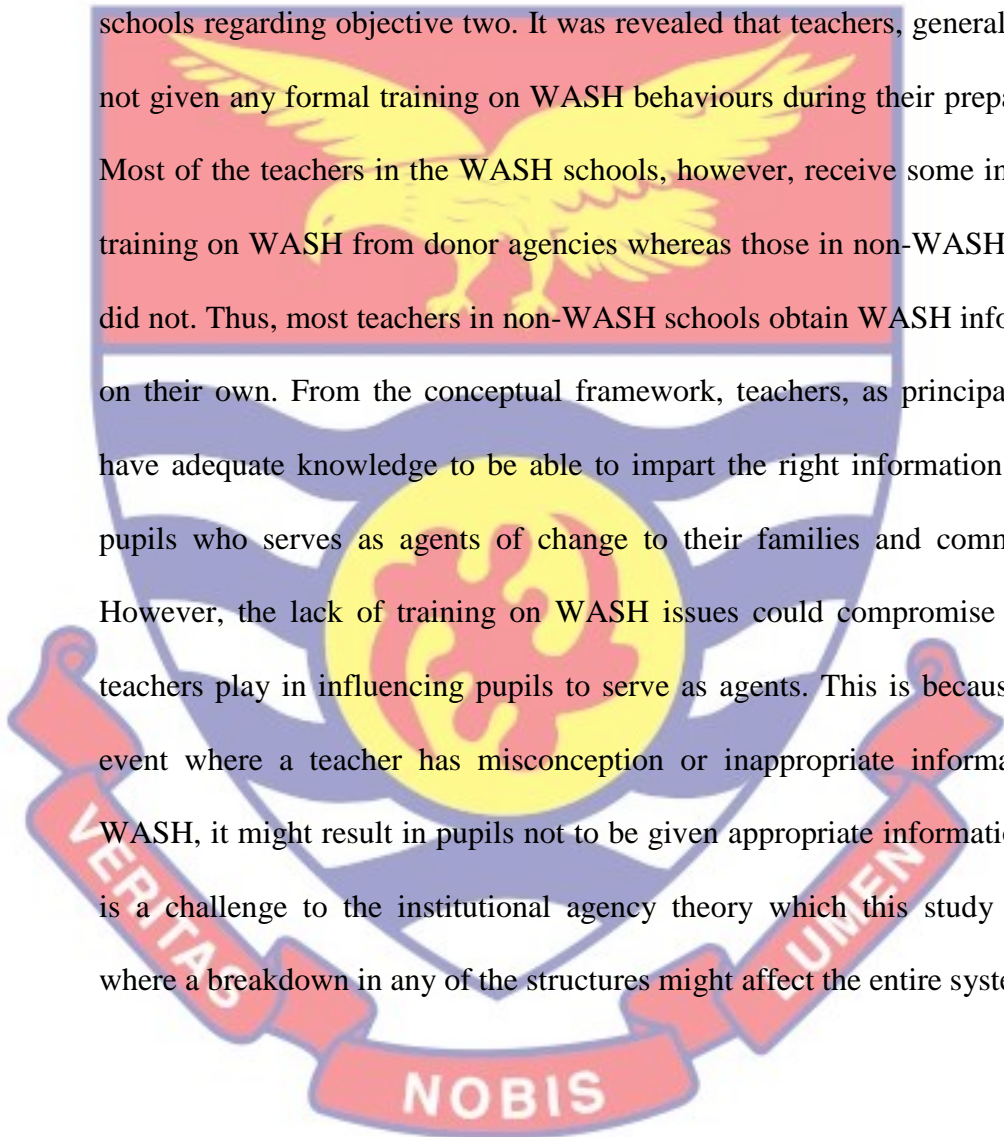 schools regarding objective two. It was revealed that teachers, general
not given any formal training on WASH behaviours during their prepa
Most of the teachers in the WASH schools, however, receive some in
training on WASH from donor agencies whereas those in non-WASH
did not. Thus, most teachers in non-WASH schools obtain WASH info
on their own. From the conceptual framework, teachers, as principa
have adequate knowledge to be able to impart the right information
pupils who serves as agents of change to their families and comm
However, the lack of training on WASH issues could compromise
teachers play in influencing pupils to serve as agents. This is becaus
event where a teacher has misconception or inappropriate informa
WASH, it might result in pupils not to be given appropriate informatio
is a challenge to the institutional agency theory which this study
where a breakdown in any of the structures might affect the entire syste
VERITAS
NOBIS
LUMEN